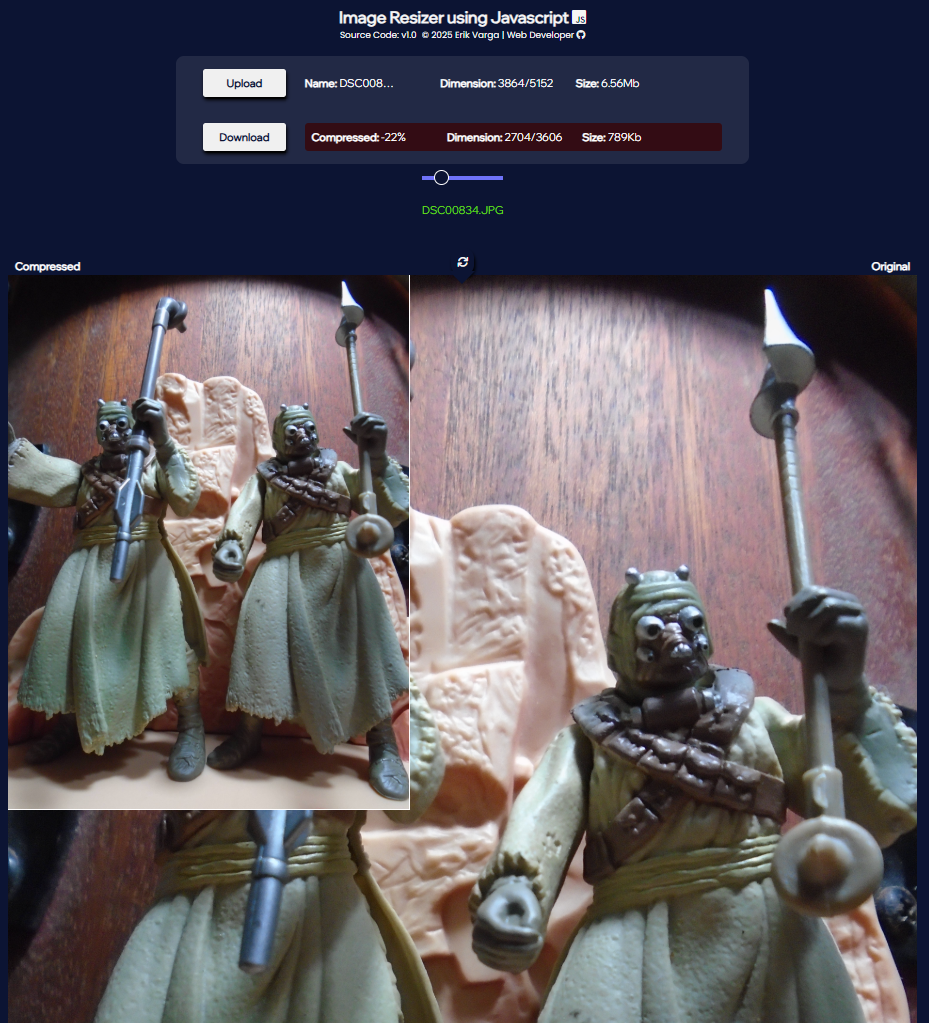 Image Resizer using Javascript JS
Source Code: v1.0 © 2025 Erik Varga | Web Developer
Upload Name: DSC008... Dimension: 3864/5152 Size: 6.56Mb
Download Compressed: -22% Dimension: 2704/3606 Size: 789Kb
DSC00834.JPG
Compressed Original